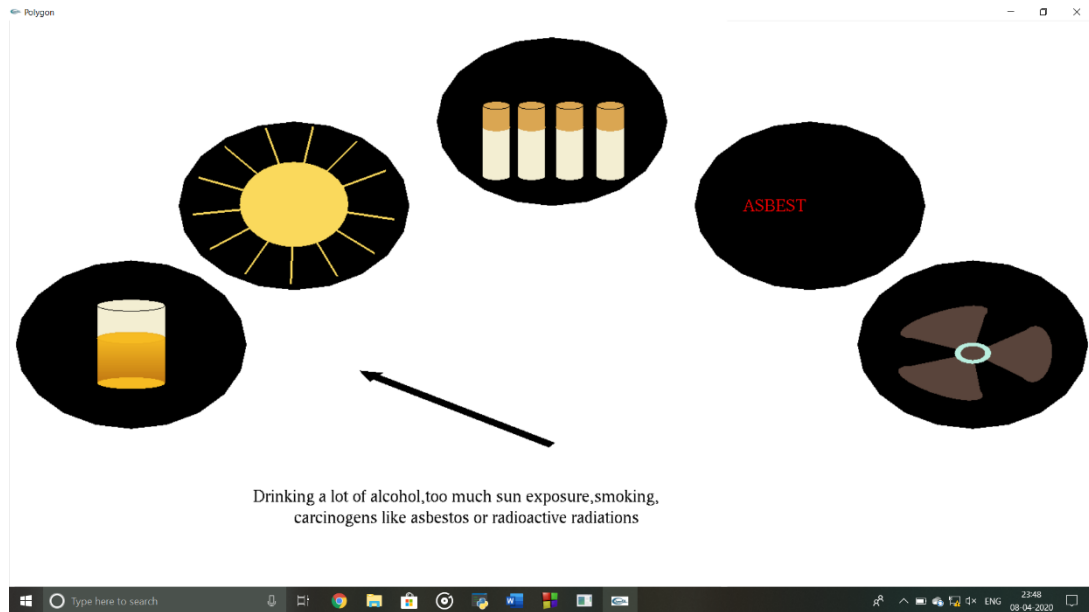 Polygon
ASBEST
Drinking a lot of alcohol,too much sun exposure,smoking,
carcinogens like asbestos or radioactive radiations
Type here to search
ENG
23:48
08-04-2020